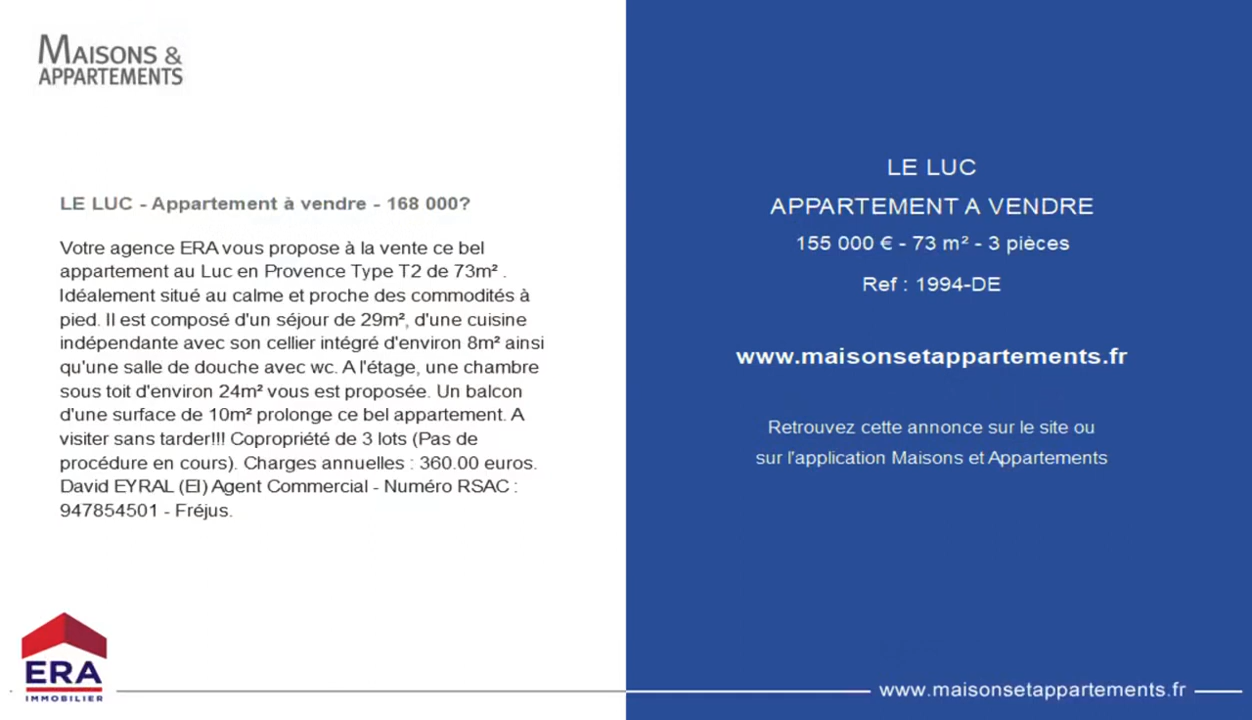 MAISONS &
APPARTEMENTS
LE LUC - Appartement à vendre - 168 000?
Votre agence ERA vous propose à la vente ce bel
appartement au Luc en Provence Type T2 de 73m² .
Idéalement situé au calme et proche des commodités à
pied. Il est composé d'un séjour de 29m², d'une cuisine
indépendante avec son cellier intégré d'environ 8m² ainsi
qu'une salle de douche avec wc. A l'étage, une chambre
sous toit d'environ 24m² vous est proposée. Un balcon
d'une surface de 10m² prolonge ce bel appartement. A
visiter sans tarder!!! Copropriété de 3 lots (Pas de
procédure en cours). Charges annuelles : 360.00 euros.
David EYRAL (EI) Agent Commercial - Numéro RSAC :
947854501 - Fréjus.
ERA
IMMOBILIER
LE LUC
APPARTEMENT A VENDRE
155 000 € - 73 m² - 3 pièces
Ref : 1994-DE
www.maisonsetappartements.fr
Retrouvez cette annonce sur le site ou
sur l'application Maisons et Appartements
www.maisonsetappartements.fr